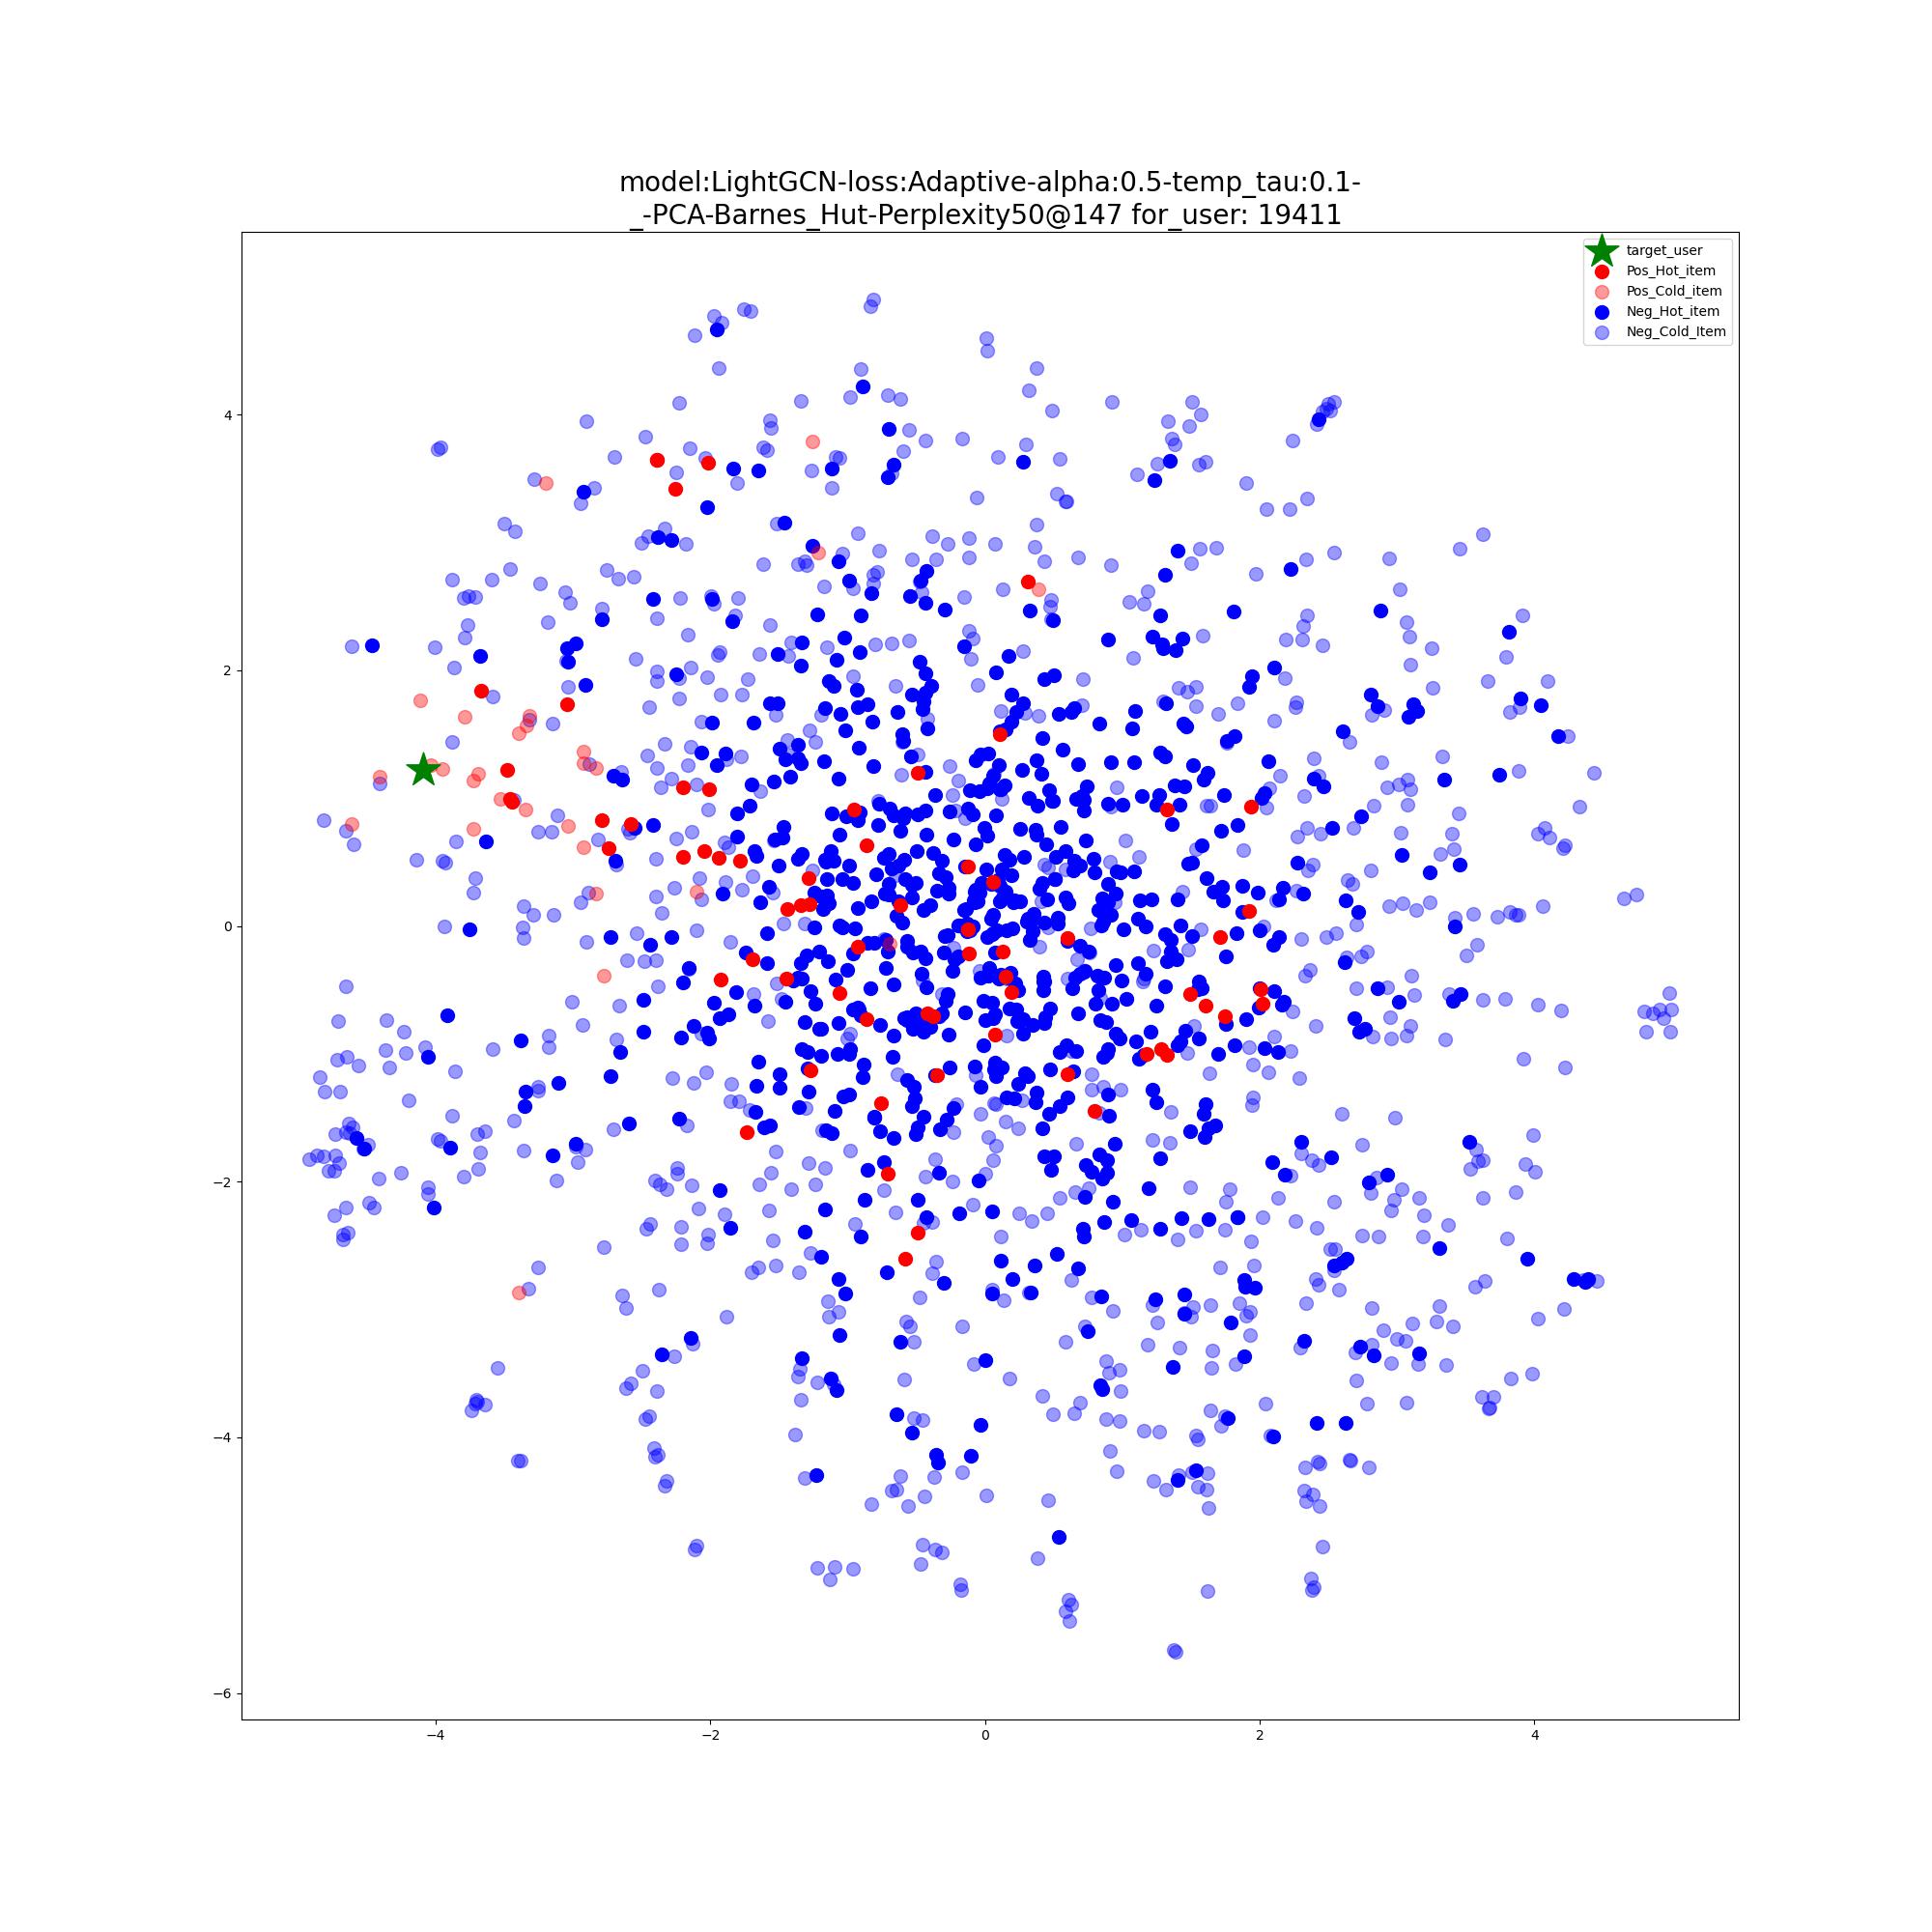 model:LightGCN-loss:Adaptive-alpha:0.5-temp_tau:0.1-
_-PCA-Barnes_Hut-Perplexity50@147 for_user: 19411
target_user
Pos_Hot_item
Pos_Cold_item
Neg_Hot_item
Neg_Cold_Item
4
2
0
−2
−4
−6
−4
−2
0
2
4